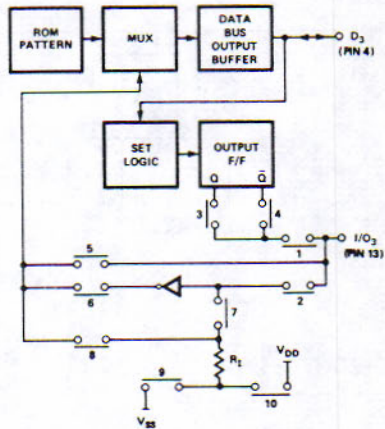 ROM
PATTERN
MUX
DATA
BUS
OUTPUT
BUFFER
D3
(PIN 4)
SET
LOGIC
OUTPUT
F/F
Q
Q̅
3
4
1
I/O3
(PIN 13)
5
6
2
7
8
RI
VDD
9
10
VSS